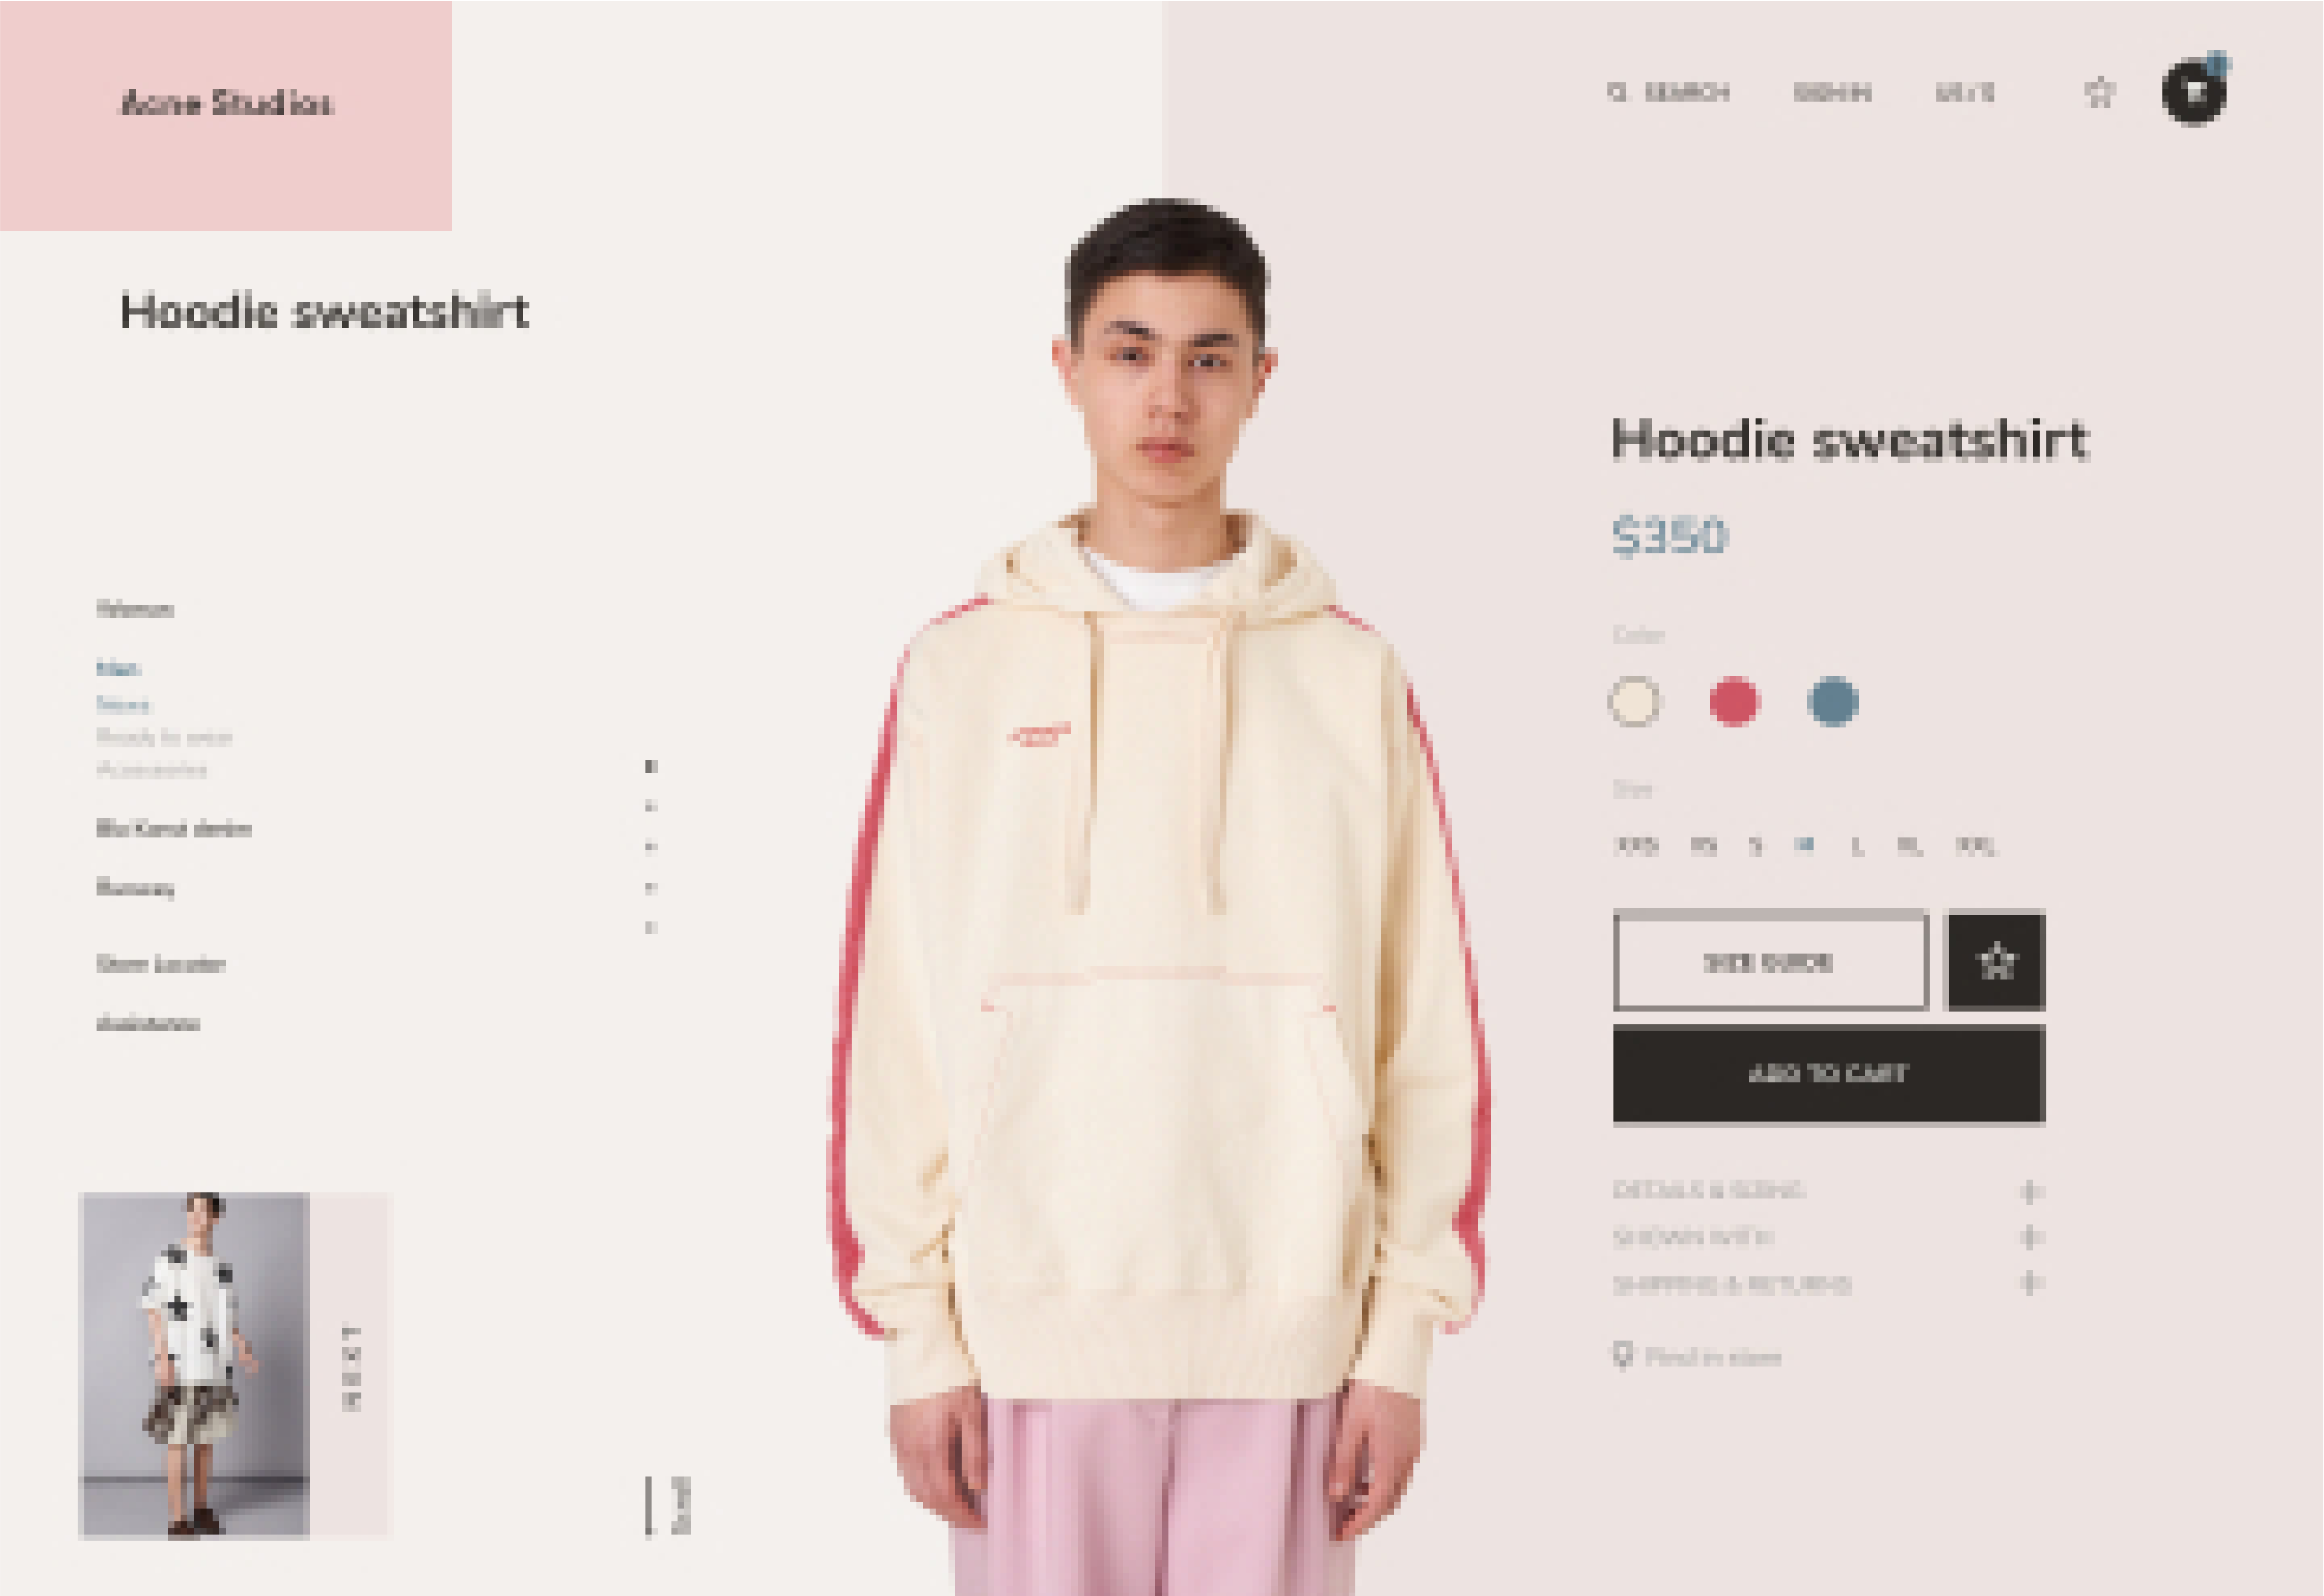 Acne Studios
SEARCH
SIGN IN
US / $
Hoodie sweatshirt
Woman
Man
News
Ready to wear
Accessories
Blå Konst denim
Runway
Store Locator
Assistance
NEXT
Scroll
Hoodie sweatshirt
$350
Color
Size
XXS XS S M L XL XXL
SIZE GUIDE
ADD TO CART
DETAILS & SIZING
SHOWN WITH
SHIPPING & RETURNS
Find in store